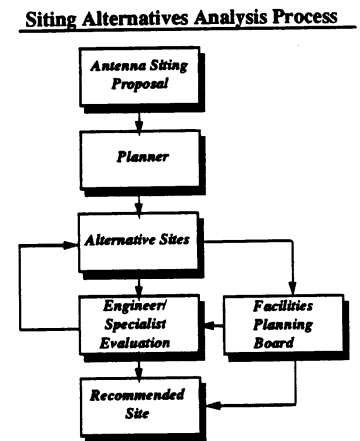 Siting Alternatives Analysis Process
Antenna Siting
Proposal
Planner
Alternative Sites
Engineer/
Specialist
Evaluation
Facilities
Planning
Board
Recommended
Site